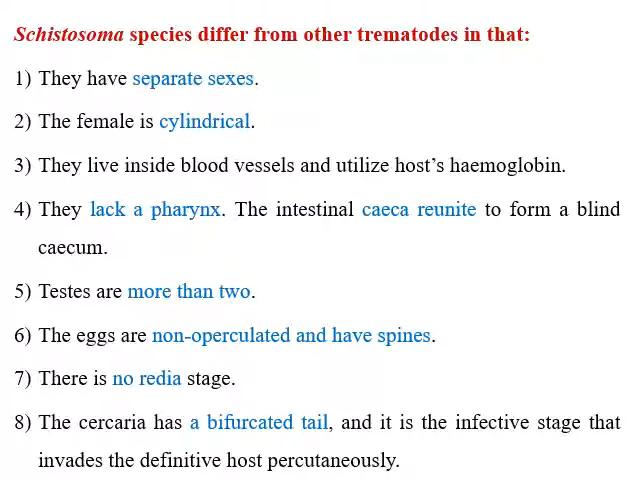 Schistosoma species differ from other trematodes in that:
1) They have separate sexes.
2) The female is cylindrical.
3) They live inside blood vessels and utilize host’s haemoglobin.
4) They lack a pharynx. The intestinal caeca reunite to form a blind
caecum.
5) Testes are more than two.
6) The eggs are non-operculated and have spines.
7) There is no redia stage.
8) The cercaria has a bifurcated tail, and it is the infective stage that
invades the definitive host percutaneously.